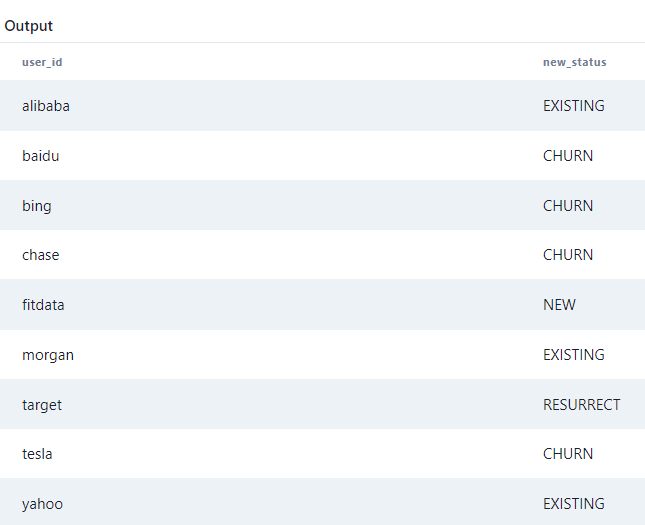 Output
user_id new_status
alibaba EXISTING
baidu CHURN
bing CHURN
chase CHURN
fitdata NEW
morgan EXISTING
target RESURRECT
tesla CHURN
yahoo EXISTING